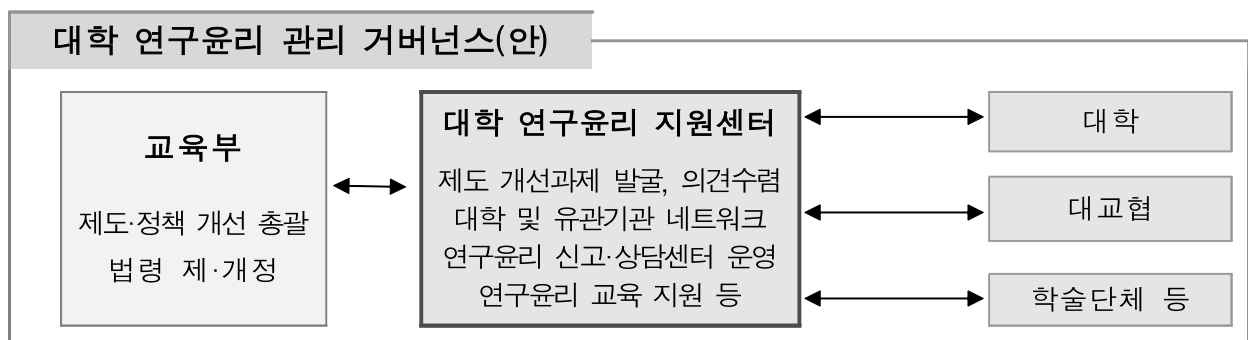 대학 연구윤리 관리 거버넌스(안)
교육부
제도·정책 개선 총괄
법령 제·개정
대학 연구윤리 지원센터
제도 개선과제 발굴, 의견수렴
대학 및 유관기관 네트워크
연구윤리 신고·상담센터 운영
연구윤리 교육 지원 등
대학
대교협
학술단체 등